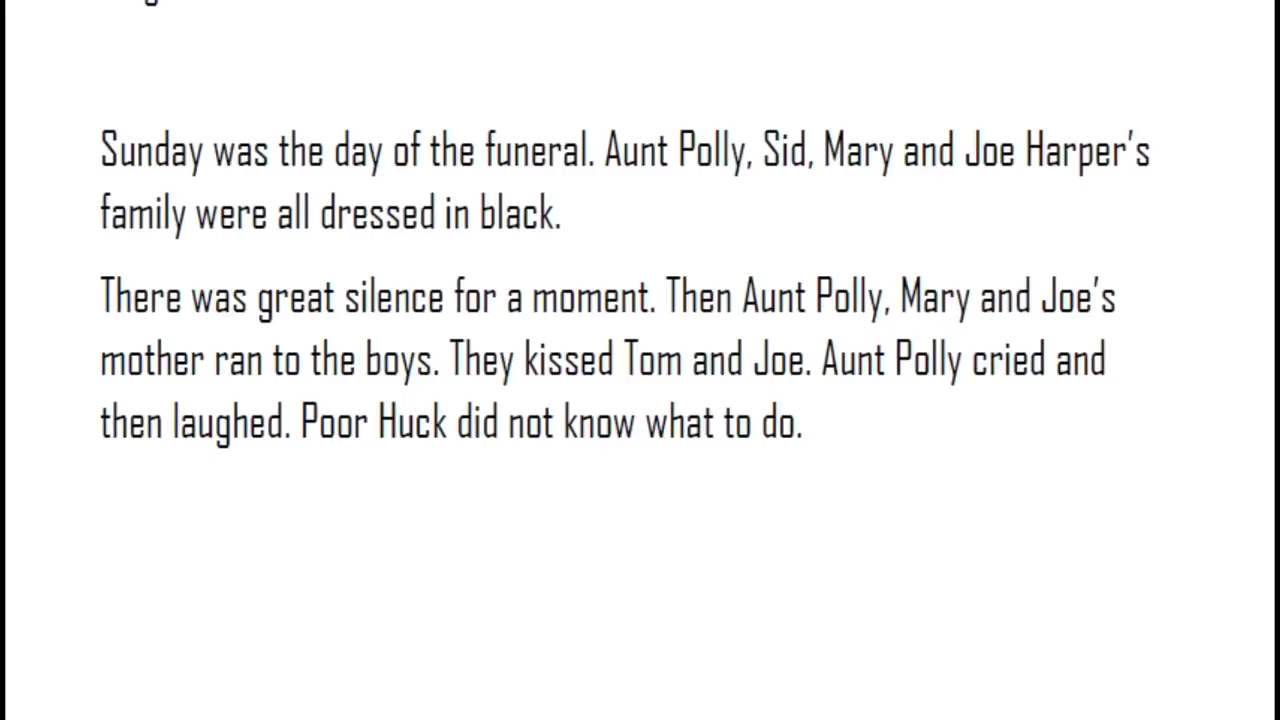 Sunday was the day of the funeral. Aunt Polly, Sid, Mary and Joe Harper's
family were all dressed in black.
There was great silence for a moment. Then Aunt Polly, Mary and Joe's
mother ran to the boys. They kissed Tom and Joe. Aunt Polly cried and
then laughed. Poor Huck did not know what to do.